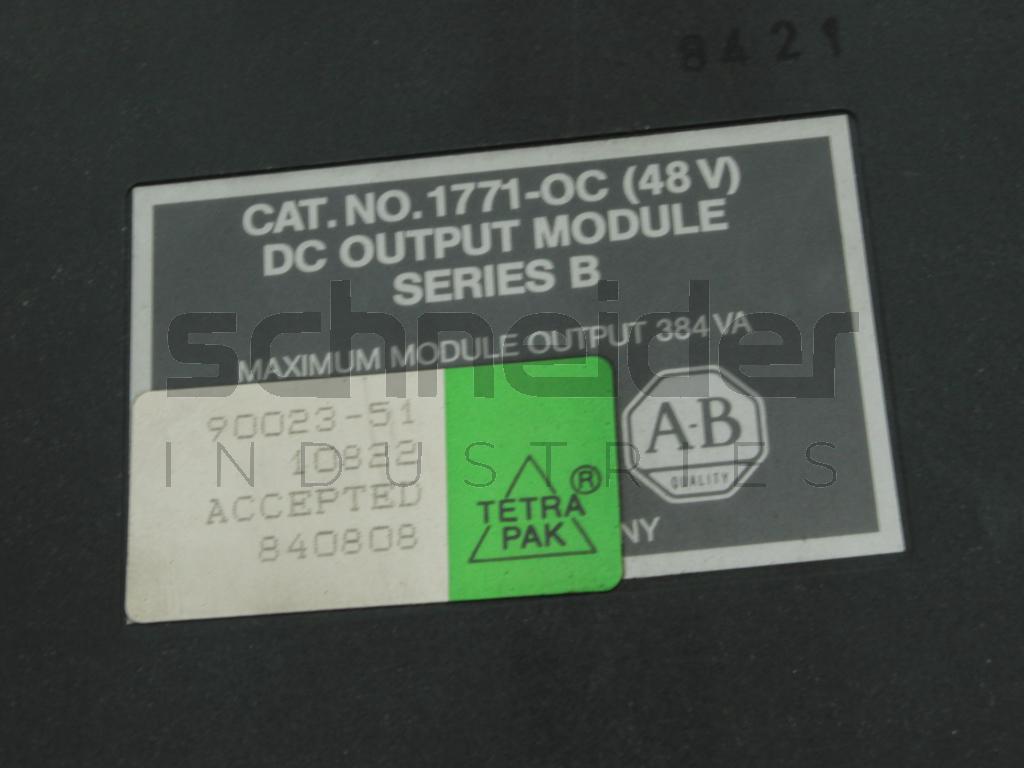 8421
CAT. NO. 1771-OC (48 V)
DC OUTPUT MODULE
SERIES B
schneider
MAXIMUM MODULE OUTPUT 384 VA
90023-51
10822
INDUSTRIES
ACCEPTED
840808
TETRA
PAK
®
A-B
QUALITY
NY